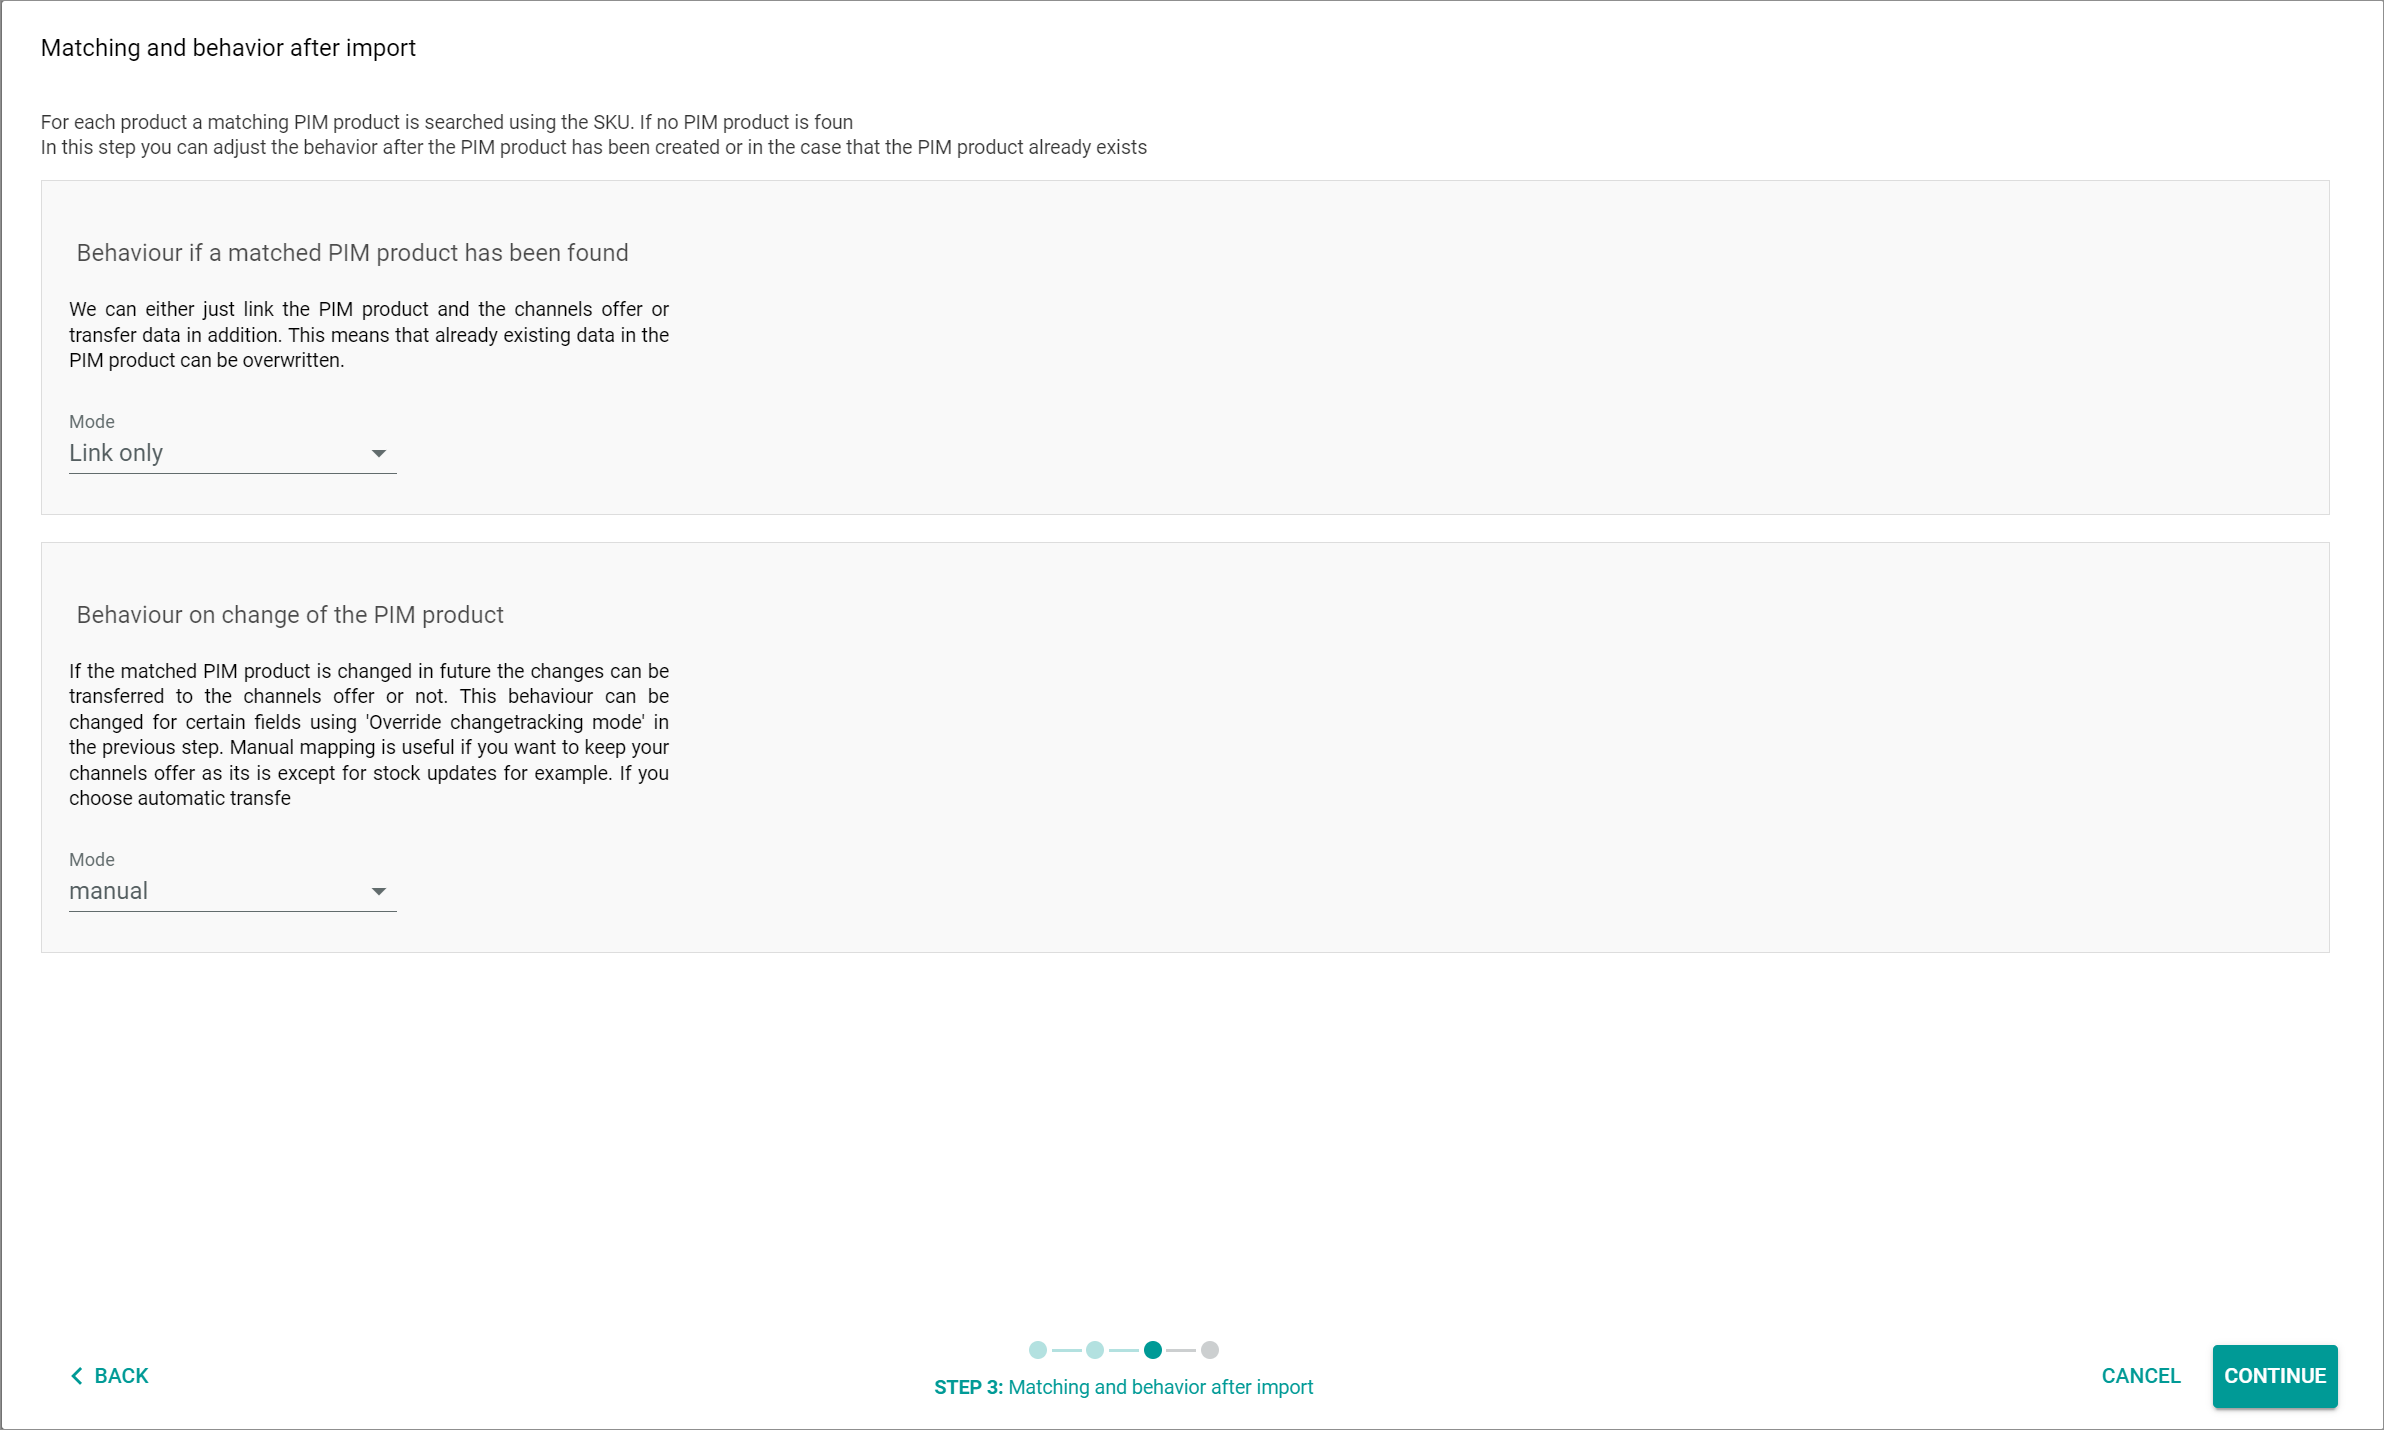 Matching and behavior after import
For each product a matching PIM product is searched using the SKU. If no PIM product is foun
In this step you can adjust the behavior after the PIM product has been created or in the case that the PIM product already exists
Behaviour if a matched PIM product has been found
We can either just link the PIM product and the channels offer or
transfer data in addition. This means that already existing data in the
PIM product can be overwritten.
Mode
Link only
Behaviour on change of the PIM product
If the matched PIM product is changed in future the changes can be
transferred to the channels offer or not. This behaviour can be
changed for certain fields using 'Override changetracking mode' in
the previous step. Manual mapping is useful if you want to keep your
channels offer as its is except for stock updates for example. If you
choose automatic transfe
Mode
manual
BACK
STEP 3: Matching and behavior after import
CANCEL
CONTINUE